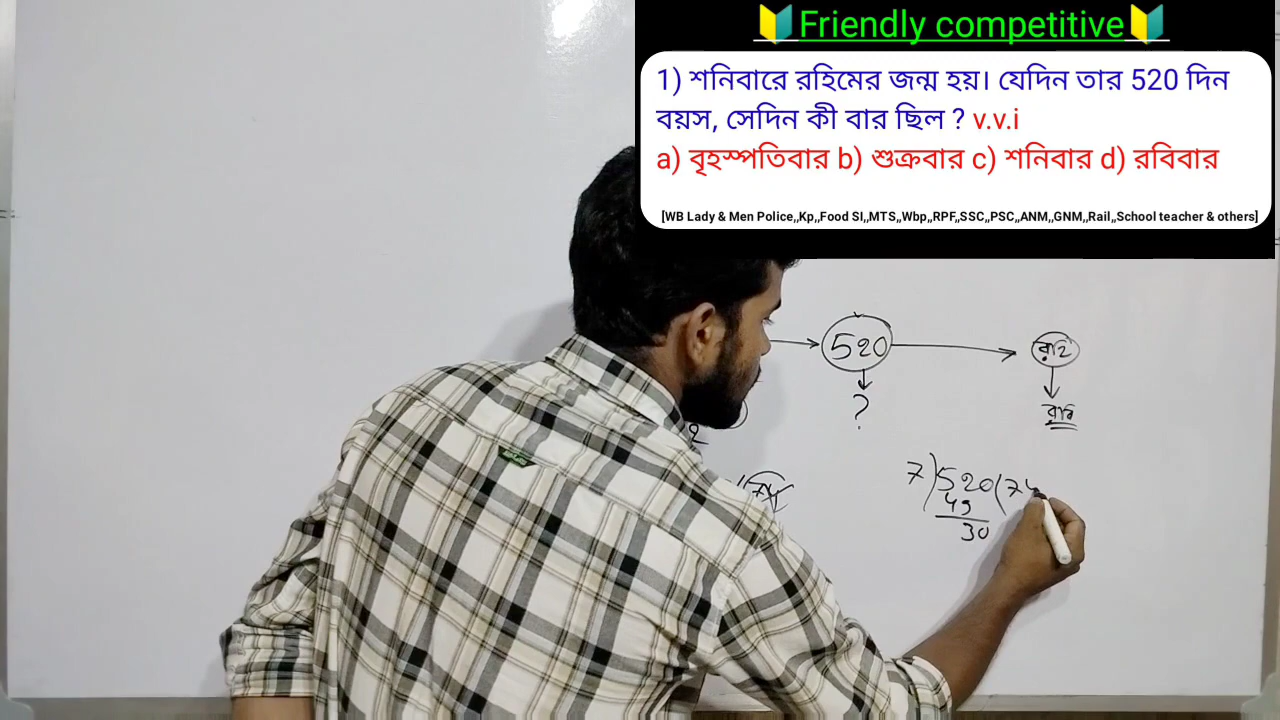 🔰Friendly competitive🔰
1) শনিবারে রহিমের জন্ম হয়। যেদিন তার 520 দিন
বয়স, সেদিন কী বার ছিল ? v.v.i
a) বৃহস্পতিবার b) শুক্রবার c) শনিবার d) রবিবার
[WB Lady & Men Police,,Kp,,Food SI,,MTS,,Wbp,,RPF,,SSC,,PSC,,ANM,,GNM,,Rail,,School teacher & others]
520
?
7)520(74
49
30